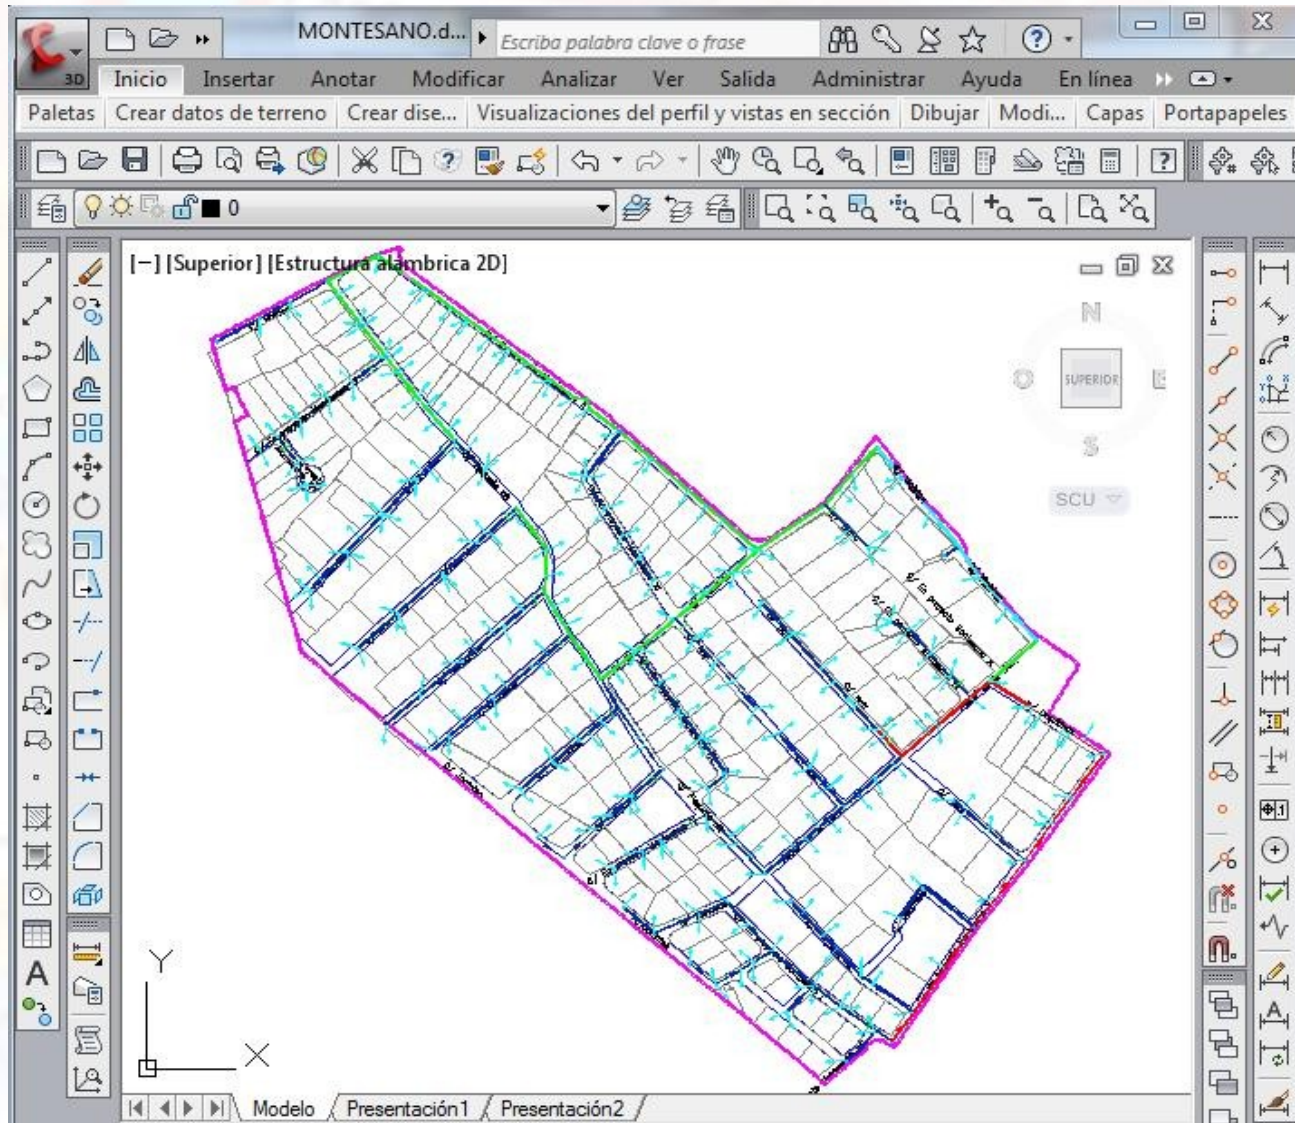 MONTESANO.d...
Escriba palabra clave o frase
3D
Inicio Insertar Anotar Modificar Analizar Ver Salida Administrar Ayuda En línea
Paletas Crear datos de terreno Crear dise... Visualizaciones del perfil y vistas en sección Dibujar Modi... Capas Portapapeles
0
[−] [Superior] [Estructura alámbrica 2D]
N
O SUPERIOR E
S
SCU
A
Y
X
Modelo Presentación1 Presentación2